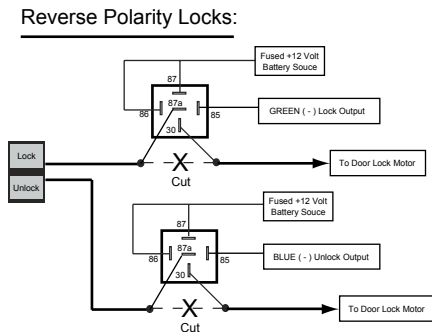 Reverse Polarity Locks:
Fused +12 Volt
Battery Souce
87
87a
86
85
30
GREEN ( - ) Lock Output
Lock
Unlock
X
Cut
To Door Lock Motor
Fused +12 Volt
Battery Souce
87
87a
86
85
30
BLUE ( - ) Unlock Output
X
Cut
To Door Lock Motor